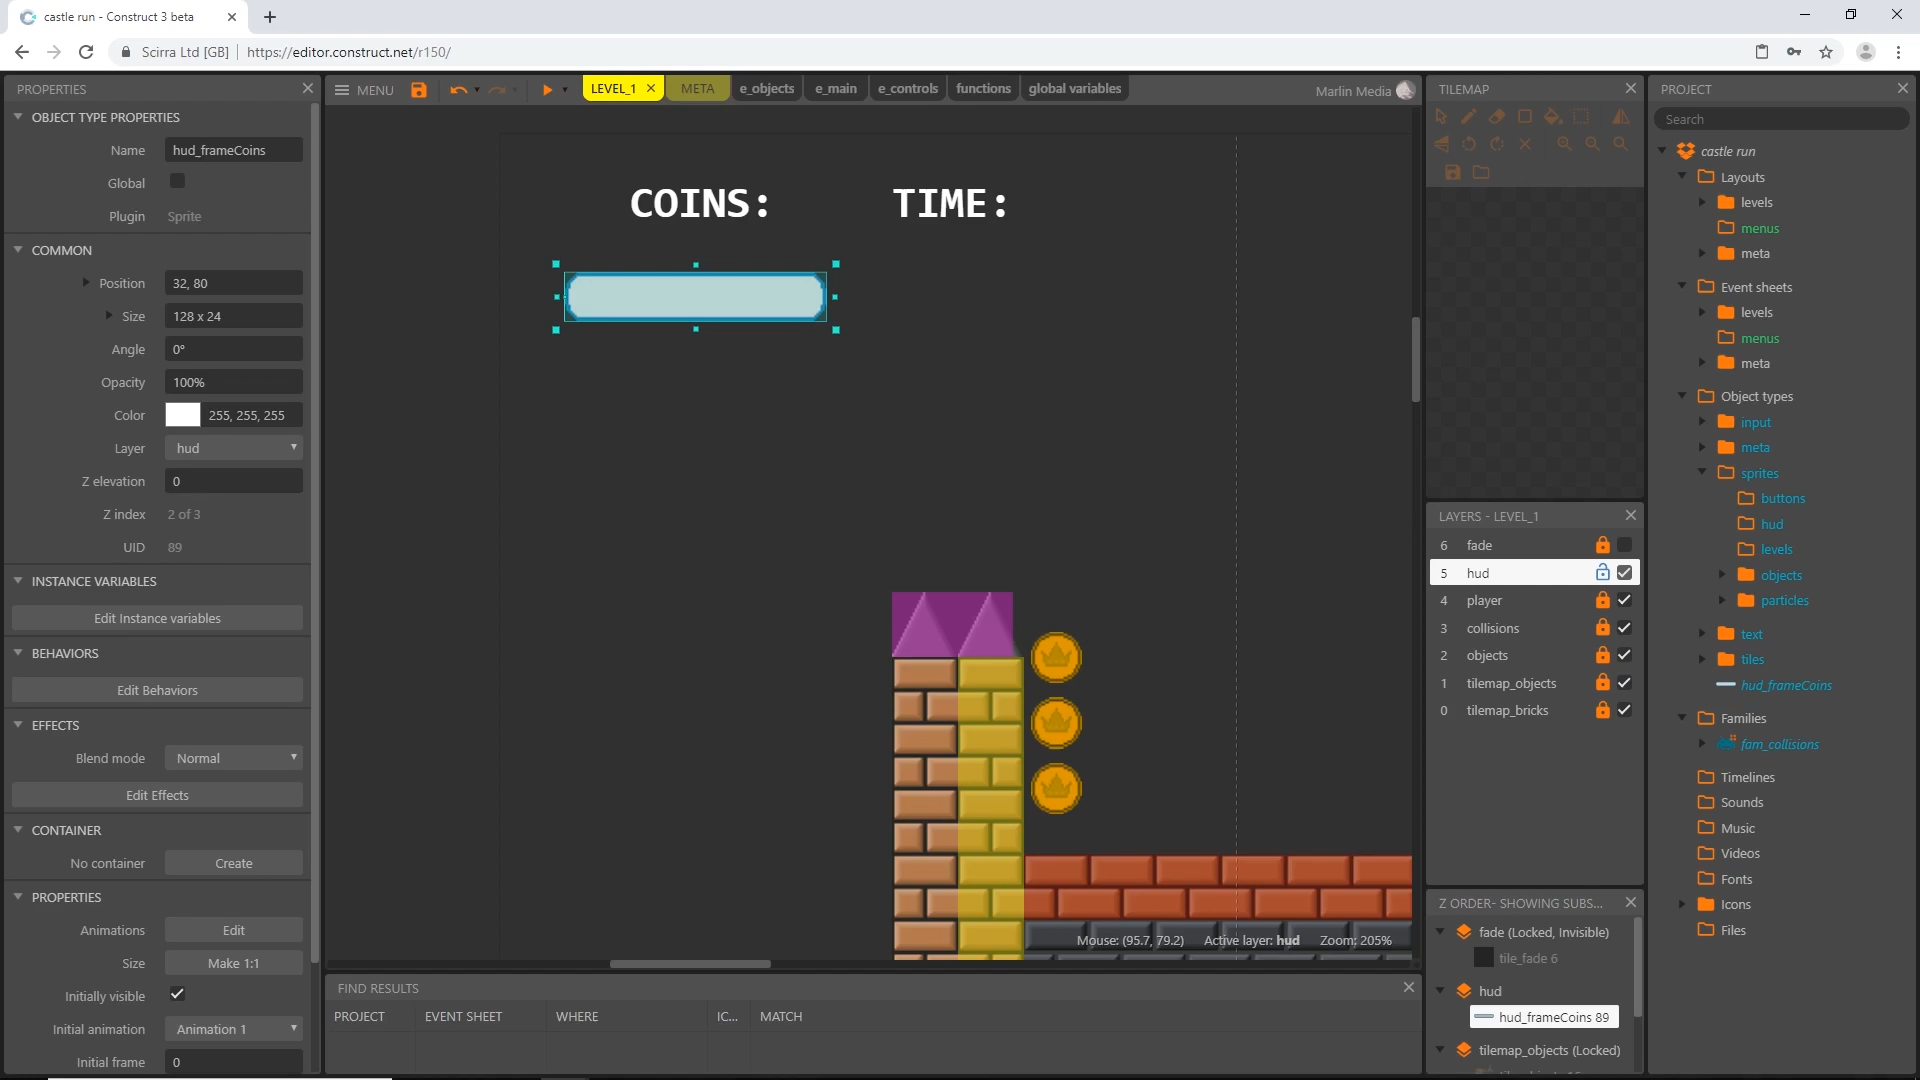 castle run - Construct 3 beta
Scirra Ltd [GB] https://editor.construct.net/r150/
PROPERTIES
OBJECT TYPE PROPERTIES
Name hud_frameCoins
Global
Plugin Sprite
COMMON
Position 32, 80
Size 128 x 24
Angle 0°
Opacity 100%
Color 255, 255, 255
Layer hud
Z elevation 0
Z index 2 of 3
UID 89
INSTANCE VARIABLES
Edit Instance variables
BEHAVIORS
Edit Behaviors
EFFECTS
Blend mode Normal
Edit Effects
CONTAINER
No container Create
PROPERTIES
Animations Edit
Size Make 1:1
Initially visible
Initial animation Animation 1
Initial frame 0
MENU LEVEL_1 META e_objects e_main e_controls functions global variables Marlin Media
COINS: TIME:
Mouse: (95.7, 79.2) Active layer: hud Zoom: 205%
FIND RESULTS
PROJECT EVENT SHEET WHERE IC... MATCH
TILEMAP
LAYERS - LEVEL_1
6 fade
5 hud
4 player
3 collisions
2 objects
1 tilemap_objects
0 tilemap_bricks
Z ORDER- SHOWING SUBS...
fade (Locked, Invisible)
tile_fade 6
hud
hud_frameCoins 89
tilemap_objects (Locked)
PROJECT
Search
castle run
Layouts
levels
menus
meta
Event sheets
levels
menus
meta
Object types
input
meta
sprites
buttons
hud
levels
objects
particles
text
tiles
hud_frameCoins
Families
fam_collisions
Timelines
Sounds
Music
Videos
Fonts
Icons
Files